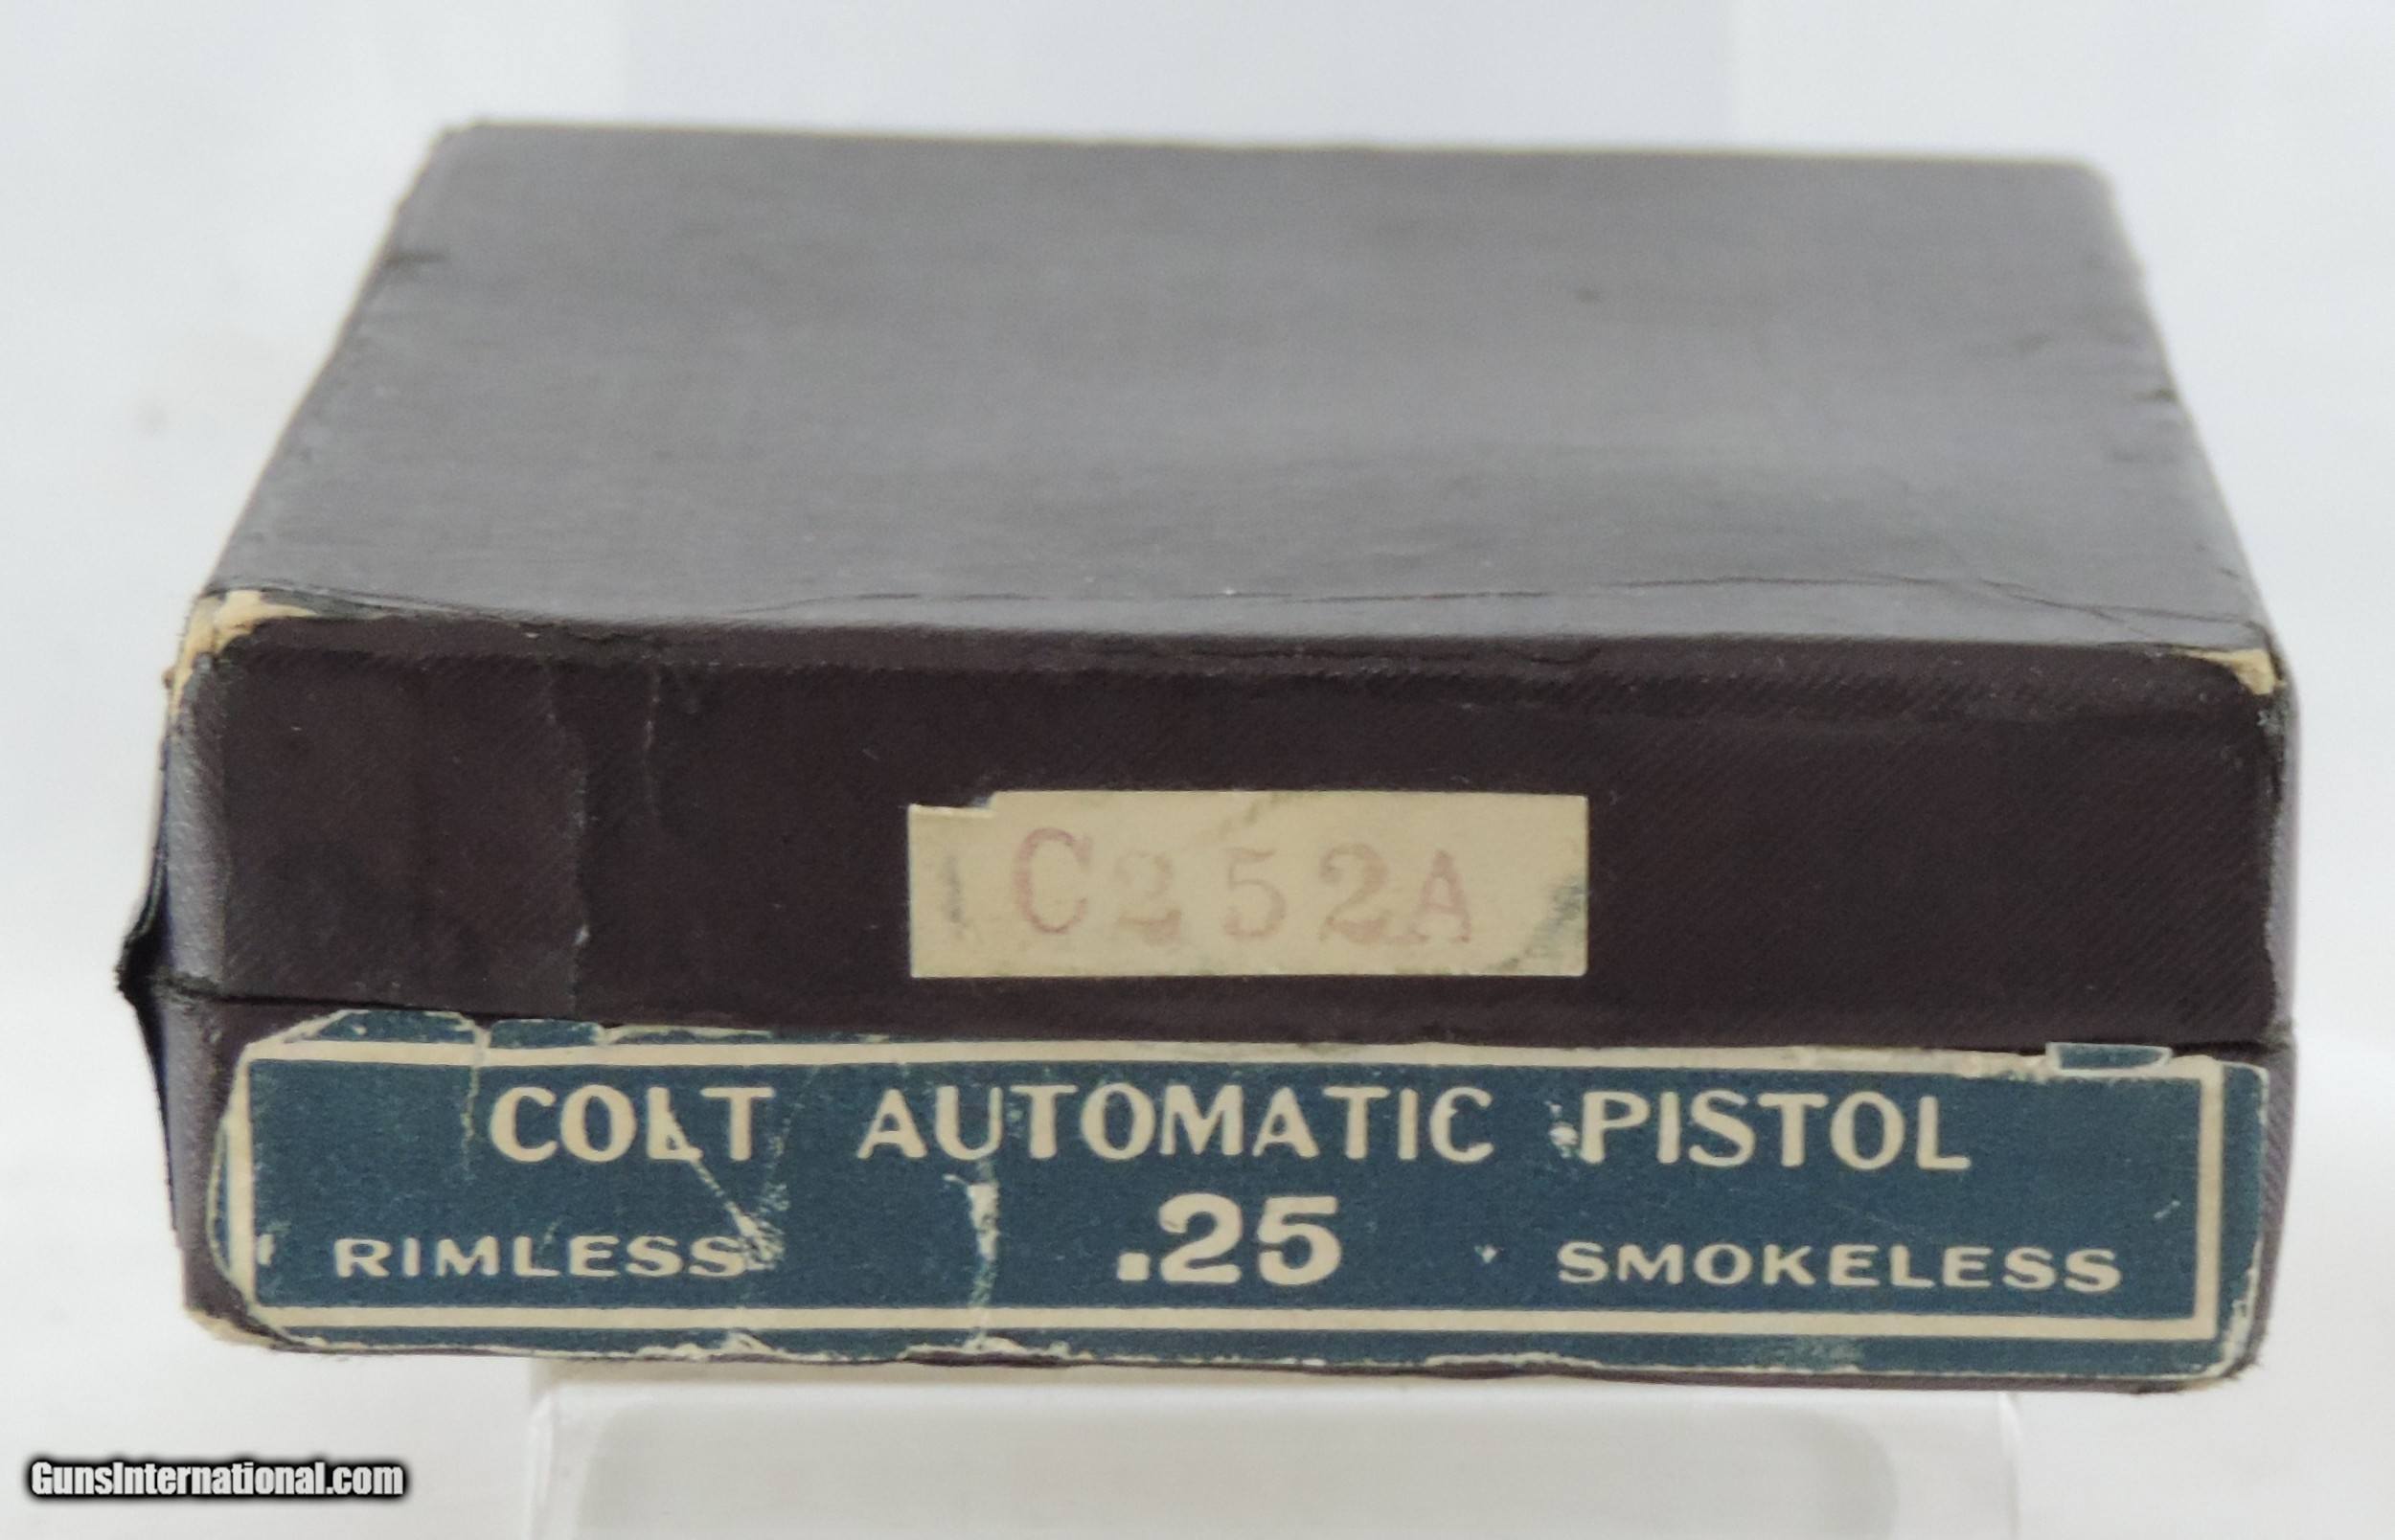 C252A
COLT AUTOMATIC PISTOL
RIMLESS .25 SMOKELESS
GunsInternational.com